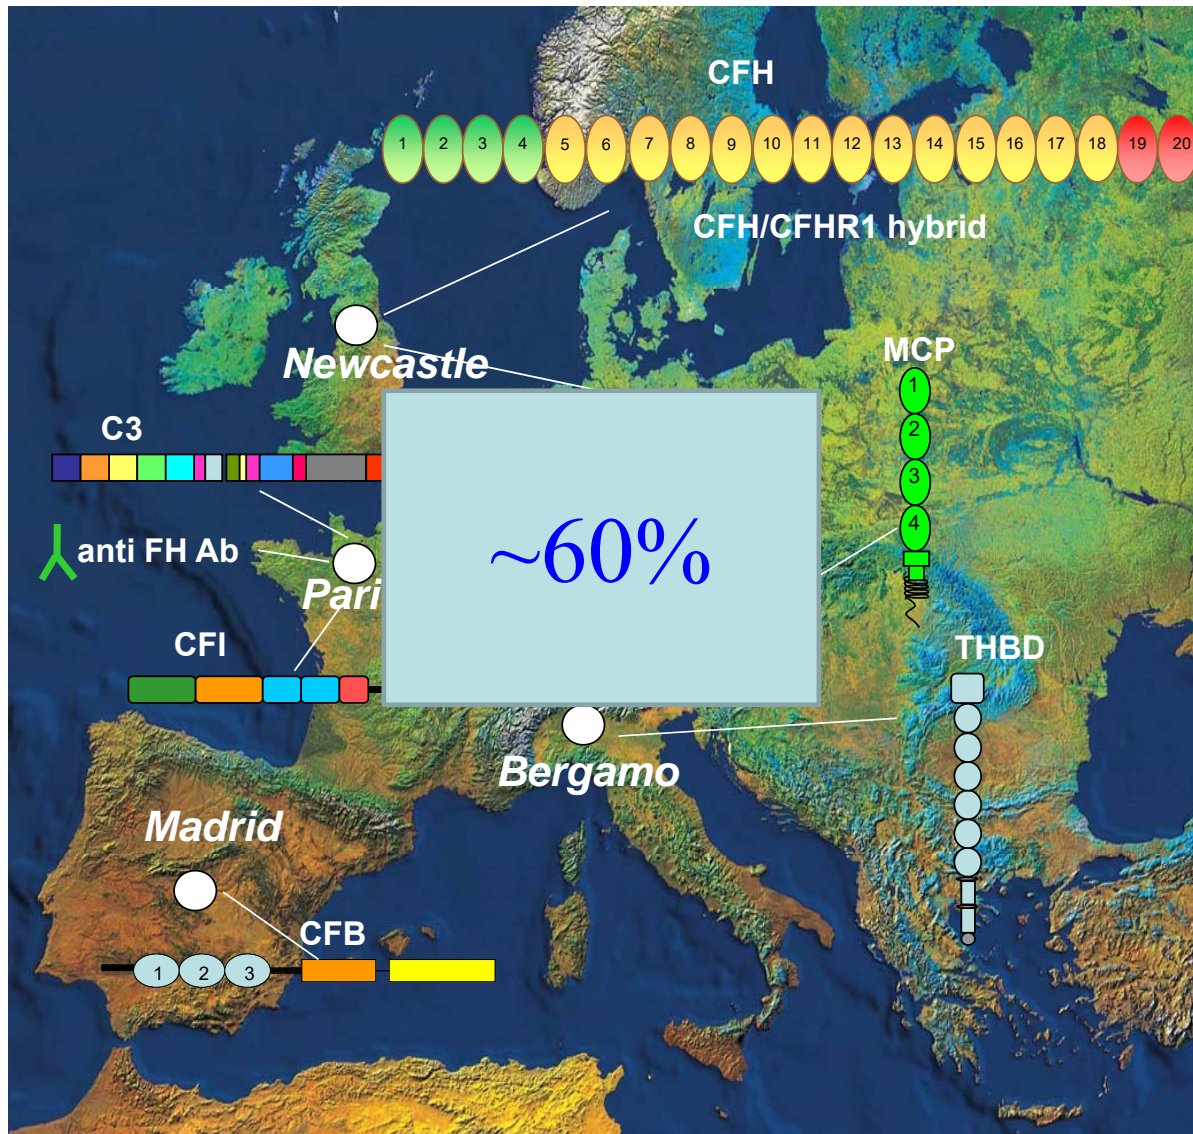 CFH
1 2 3 4 5 6 7 8 9 10 11 12 13 14 15 16 17 18 19 20
CFH/CFHR1 hybrid
Newcastle
MCP
1
2
3
4
C3
~60%
anti FH Ab
Pari
CFI
THBD
Bergamo
Madrid
CFB
1 2 3